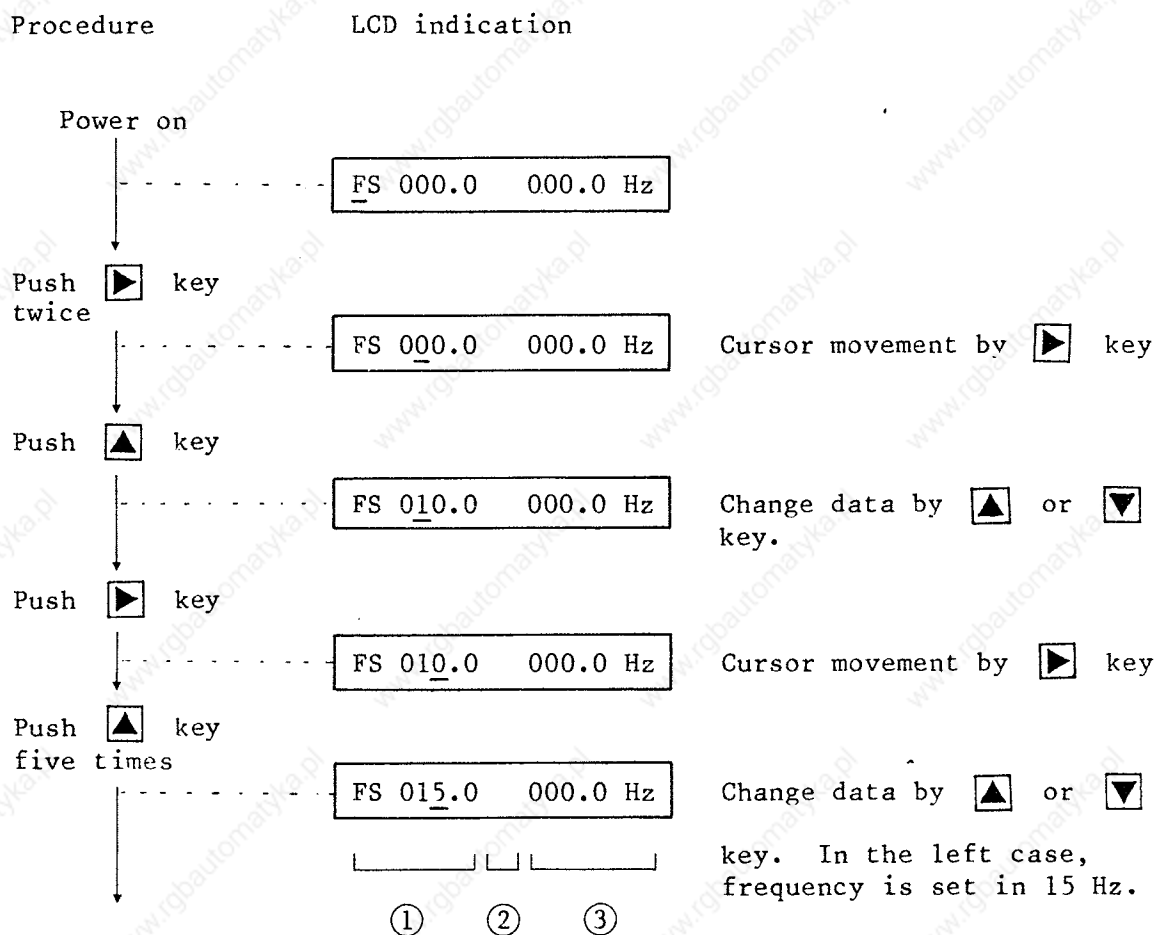 Procedure LCD indication
Power on
FS 000.0 000.0 Hz
Push ▶ key
twice
FS 000.0 000.0 Hz Cursor movement by ▶ key
Push ▲ key
FS 010.0 000.0 Hz Change data by ▲ or ▼
key.
Push ▶ key
FS 010.0 000.0 Hz Cursor movement by ▶ key
Push ▲ key
five times
FS 015.0 000.0 Hz Change data by ▲ or ▼
key. In the left case,
frequency is set in 15 Hz.
① ② ③
www.rgbautomatyka.pl